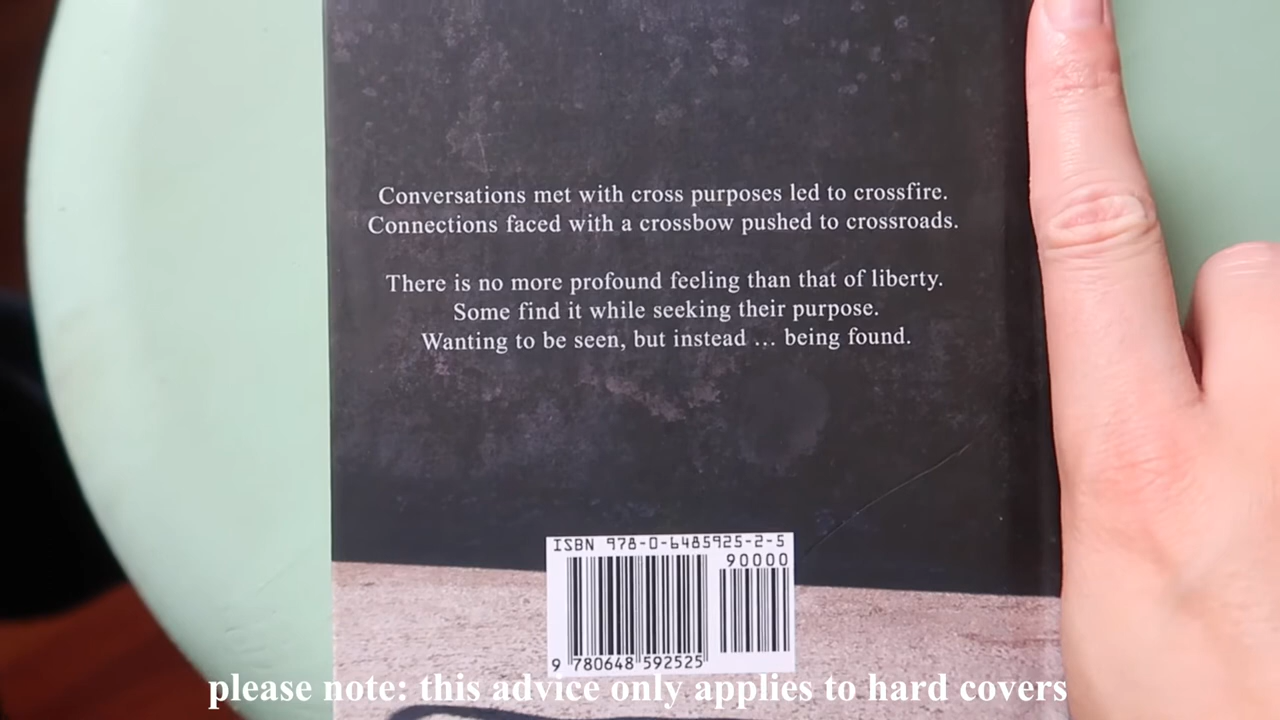 Conversations met with cross purposes led to crossfire.
Connections faced with a crossbow pushed to crossroads.
There is no more profound feeling than that of liberty.
Some find it while seeking their purpose.
Wanting to be seen, but instead … being found.
ISBN 978-0-6485925-2-5
90000
9 780648 592525
please note: this advice only applies to hard covers